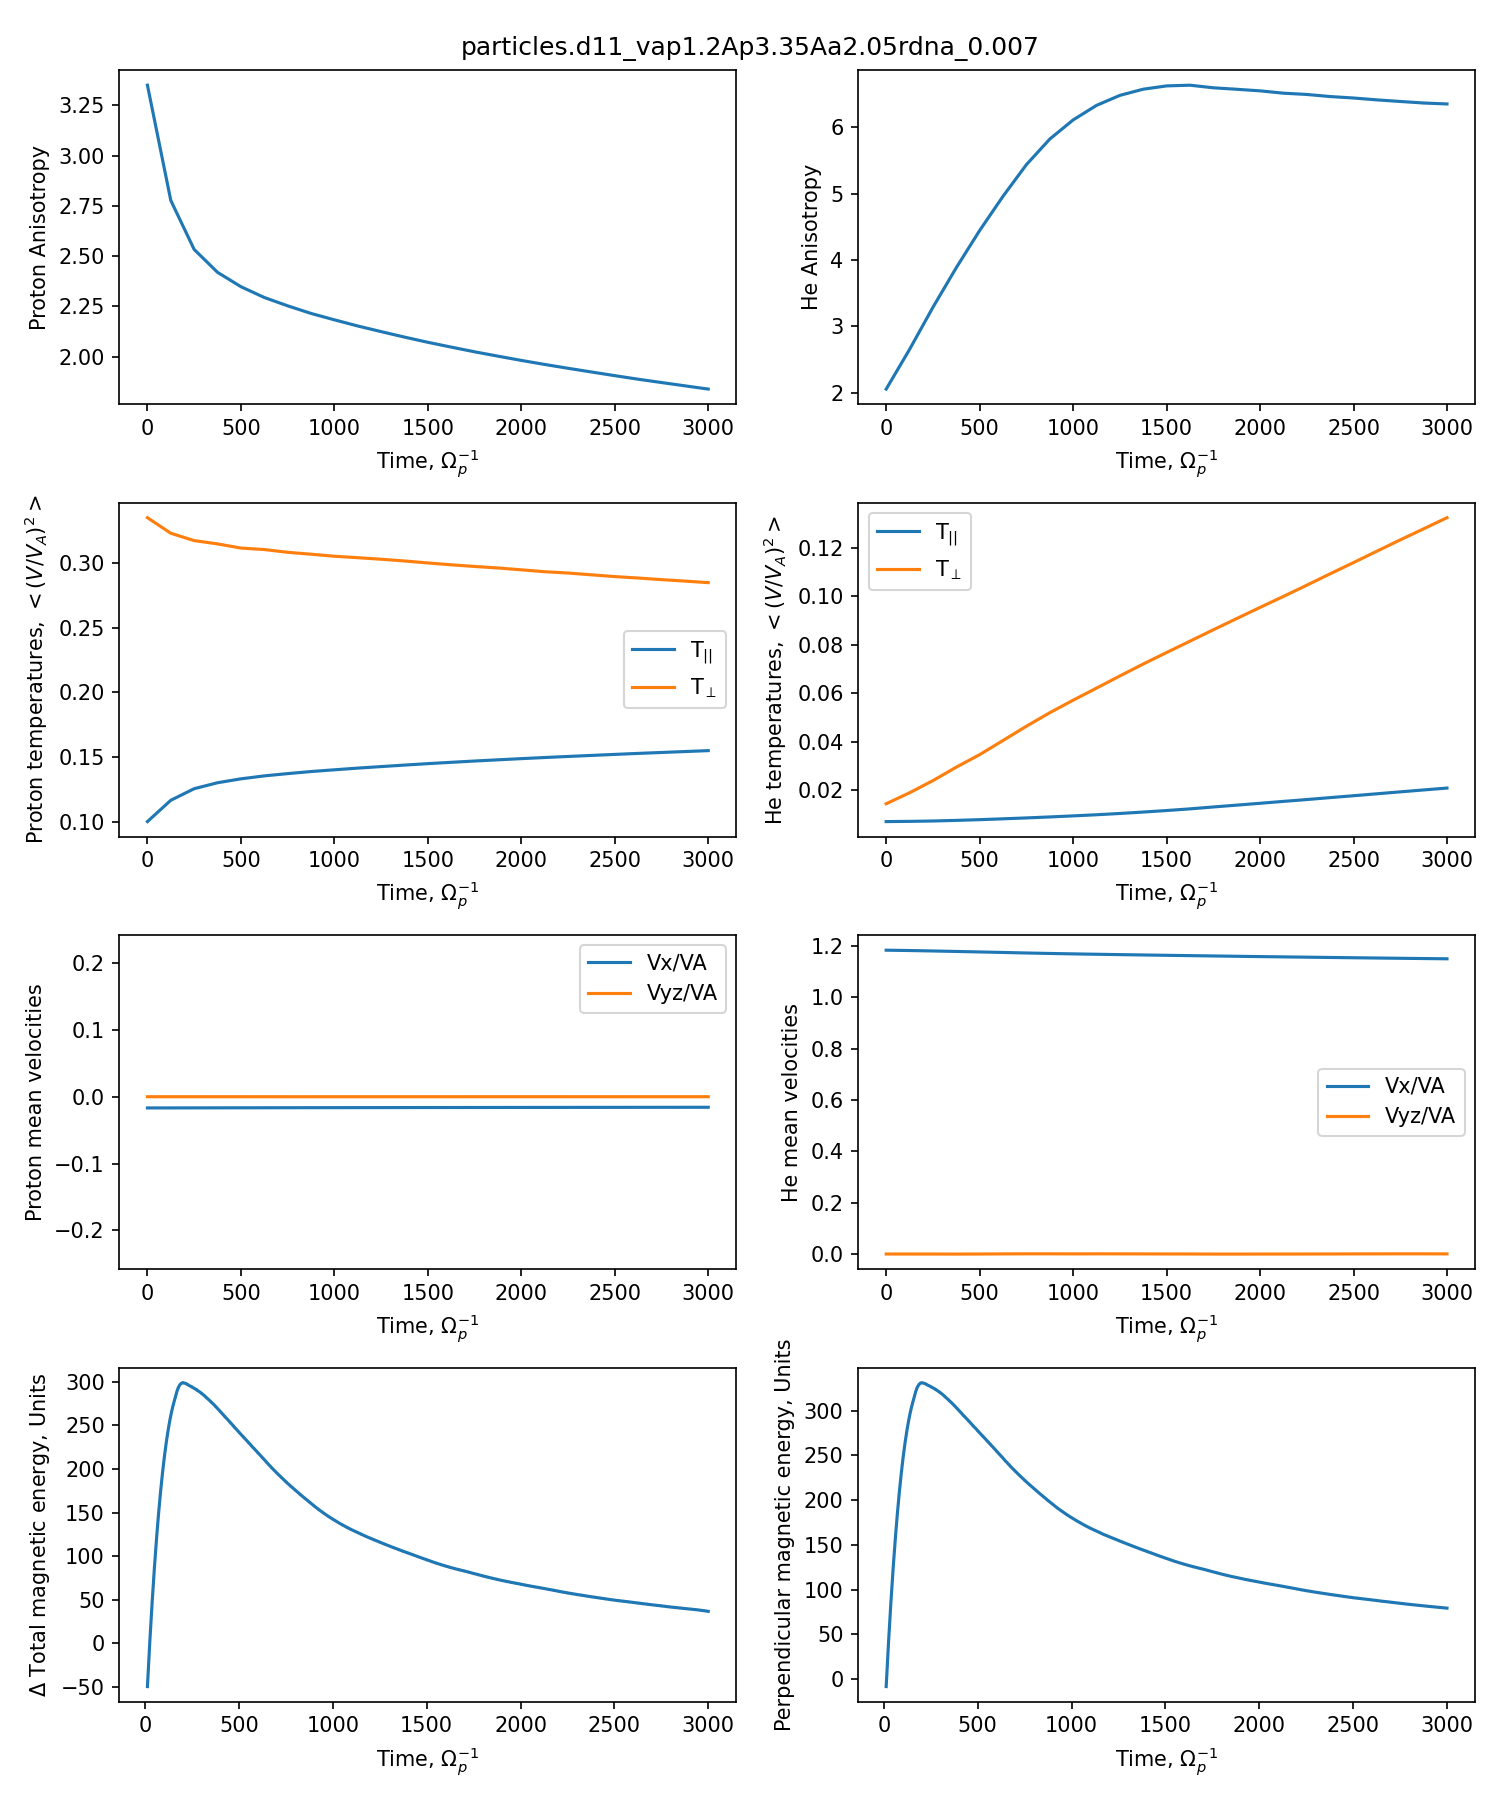 particles.d11_vap1.2Ap3.35Aa2.05rdna_0.007
Proton Anisotropy
3.25
3.00
2.75
2.50
2.25
2.00
0 500 1000 1500 2000 2500 3000
Time, Ω_p^{-1}
He Anisotropy
6
5
4
3
2
0 500 1000 1500 2000 2500 3000
Time, Ω_p^{-1}
Proton temperatures, <(V/V_A)^2>
0.30
0.25
0.20
0.15
0.10
T_{||}
T_⊥
0 500 1000 1500 2000 2500 3000
Time, Ω_p^{-1}
He temperatures, <(V/V_A)^2>
0.12
0.10
0.08
0.06
0.04
0.02
T_{||}
T_⊥
0 500 1000 1500 2000 2500 3000
Time, Ω_p^{-1}
Proton mean velocities
0.2
0.1
0.0
−0.1
−0.2
Vx/VA
Vyz/VA
0 500 1000 1500 2000 2500 3000
Time, Ω_p^{-1}
He mean velocities
1.2
1.0
0.8
0.6
0.4
0.2
0.0
Vx/VA
Vyz/VA
0 500 1000 1500 2000 2500 3000
Time, Ω_p^{-1}
Δ Total magnetic energy, Units
300
250
200
150
100
50
0
−50
0 500 1000 1500 2000 2500 3000
Time, Ω_p^{-1}
Perpendicular magnetic energy, Units
300
250
200
150
100
50
0
0 500 1000 1500 2000 2500 3000
Time, Ω_p^{-1}